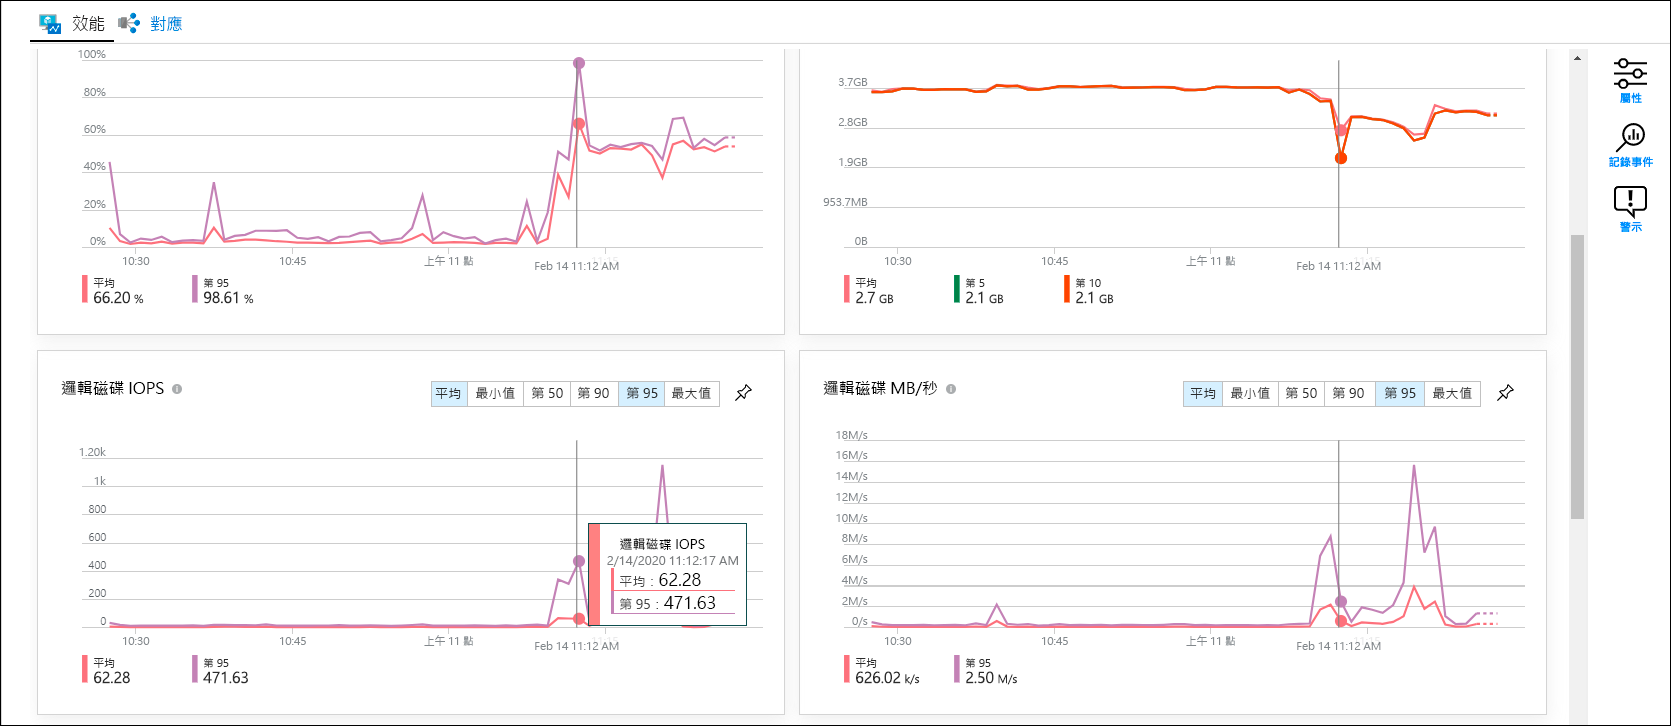 效能 對應
100%
80%
60%
40%
20%
0%
10:30 10:45 上午 11 點
Feb 14 11:12 AM
平均 第 95
66.20 % 98.61 %
3.7GB
2.8GB
1.9GB
953.7MB
0B
10:30 10:45 上午 11 點
Feb 14 11:12 AM
平均 第 5 第 10
2.7 GB 2.1 GB 2.1 GB
屬性
記錄事件
警示
邏輯磁碟 IOPS
平均 最小值 第 50 第 90 第 95 最大值
1.20k
1k
800
600
400
200
0
邏輯磁碟 IOPS
2/14/2020 11:12:17 AM
平均 : 62.28
第 95 : 471.63
10:30 10:45 上午 11 點
Feb 14 11:12 AM
平均 第 95
62.28 471.63
邏輯磁碟 MB/秒
平均 最小值 第 50 第 90 第 95 最大值
18M/s
16M/s
14M/s
12M/s
10M/s
8M/s
6M/s
4M/s
2M/s
0/s
10:30 10:45 上午 11 點
Feb 14 11:12 AM
平均 第 95
626.02 k/s 2.50 M/s